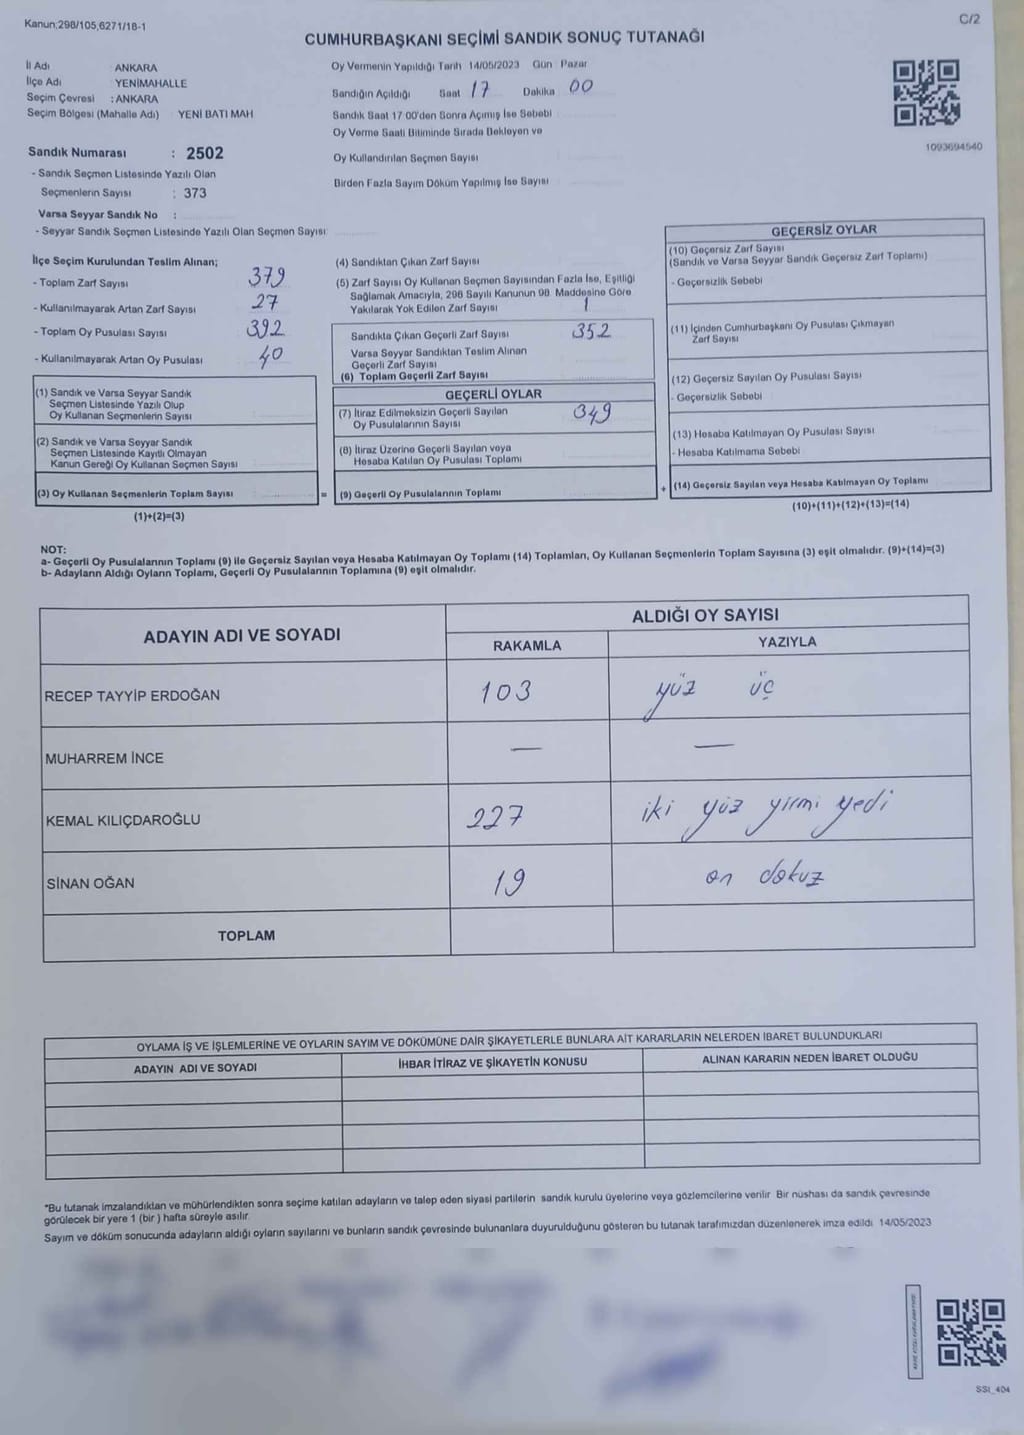 Kanun;298/105,6271/18-1
C/2
CUMHURBAŞKANI SEÇİMİ SANDIK SONUÇ TUTANAĞI
İl Adı ANKARA
İlçe Adı YENİMAHALLE
Seçim Çevresi : ANKARA
Seçim Bölgesi (Mahalle Adı) YENİ BATI MAH
Sandık Numarası : 2502
- Sandık Seçmen Listesinde Yazılı Olan
Seçmenlerin Sayısı : 373
Varsa Seyyar Sandık No :
- Seyyar Sandık Seçmen Listesinde Yazılı Olan Seçmen Sayısı
Oy Vermenin Yapıldığı Tarih 14/05/2023 Gün Pazar
Sandığın Açıldığı Saat 17 Dakika 00
Sandık Saat 17 00'den Sonra Açımış İse Sebebi
Oy Verme Saati Bitiminde Sırada Bekleyen ve
Oy Kullandırılan Seçmen Sayısı
Birden Fazla Sayım Döküm Yapılmış İse Sayısı
1093694540
İlçe Seçim Kurulundan Teslim Alınan;
- Toplam Zarf Sayısı 379
- Kullanılmayarak Artan Zarf Sayısı 27
- Toplam Oy Pusulası Sayısı 392
- Kullanılmayarak Artan Oy Pusulası 40
(1) Sandık ve Varsa Seyyar Sandık
Seçmen Listesinde Yazılı Olup
Oy Kullanan Seçmenlerin Sayısı
(2) Sandık ve Varsa Seyyar Sandık
Seçmen Listesinde Kayıtlı Olmayan
Kanun Gereği Oy Kullanan Seçmen Sayısı
(3) Oy Kullanan Seçmenlerin Toplam Sayısı
(1)+(2)=(3)
(4) Sandıktan Çıkan Zarf Sayısı
(5) Zarf Sayısı Oy Kullanan Seçmen Sayısından Fazla İse, Eşitliği
Sağlamak Amacıyla, 298 Sayılı Kanunun 98. Maddesine Göre
Yakılarak Yok Edilen Zarf Sayısı 1
Sandıkta Çıkan Geçerli Zarf Sayısı 352
Varsa Seyyar Sandıktan Teslim Alınan
Geçerli Zarf Sayısı
(6) Toplam Geçerli Zarf Sayısı
GEÇERLİ OYLAR
(7) İtiraz Edilmeksizin Geçerli Sayılan
Oy Pusulalarının Sayısı 349
(8) İtiraz Üzerine Geçerli Sayılan veya
Hesaba Katılan Oy Pusulası Toplamı
= (9) Geçerli Oy Pusulalarının Toplamı
GEÇERSİZ OYLAR
(10) Geçersiz Zarf Sayısı
(Sandık ve Varsa Seyyar Sandık Geçersiz Zarf Toplamı)
- Geçersizlik Sebebi
(11) İçinden Cumhurbaşkanı Oy Pusulası Çıkmayan
Zarf Sayısı
(12) Geçersiz Sayılan Oy Pusulası Sayısı
- Geçersizlik Sebebi
(13) Hesaba Katılmayan Oy Pusulası Sayısı
- Hesaba Katılmama Sebebi
+ (14) Geçersiz Sayılan veya Hesaba Katılmayan Oy Toplamı
(10)+(11)+(12)+(13)=(14)
NOT:
a- Geçerli Oy Pusulalarının Toplamı (9) ile Geçersiz Sayılan veya Hesaba Katılmayan Oy Toplamı (14) Toplamları, Oy Kullanan Seçmenlerin Toplam Sayısına (3) eşit olmalıdır. (9)+(14)=(3)
b- Adayların Aldığı Oyların Toplamı, Geçerli Oy Pusulalarının Toplamına (9) eşit olmalıdır.
ADAYIN ADI VE SOYADI ALDIĞI OY SAYISI
RAKAMLA YAZIYLA
RECEP TAYYİP ERDOĞAN 103 yüz üç
MUHARREM İNCE — —
KEMAL KILIÇDAROĞLU 227 iki yüz yirmi yedi
SİNAN OĞAN 19 on dokuz
TOPLAM
OYLAMA İŞ VE İŞLEMLERİNE VE OYLARIN SAYIM VE DÖKÜMÜNE DAİR ŞİKAYETLERLE BUNLARA AİT KARARLARIN NELERDEN İBARET BULUNDUKLARI
ADAYIN ADI VE SOYADI İHBAR İTİRAZ VE ŞİKAYETİN KONUSU ALINAN KARARIN NEDEN İBARET OLDUĞU
*Bu tutanak imzalandıktan ve mühürlendikten sonra seçime katılan adayların ve talep eden siyasi partilerin sandık kurulu üyelerine veya gözlemcilerine verilir Bir nüshası da sandık çevresinde
görülecek bir yere 1 (bir) hafta süreyle asılır
Sayım ve döküm sonucunda adayların aldığı oyların sayılarını ve bunların sandık çevresinde bulunanlara duyurulduğunu gösteren bu tutanak tarafımızdan düzenlenerek imza edildi 14/05/2023
SSI_404